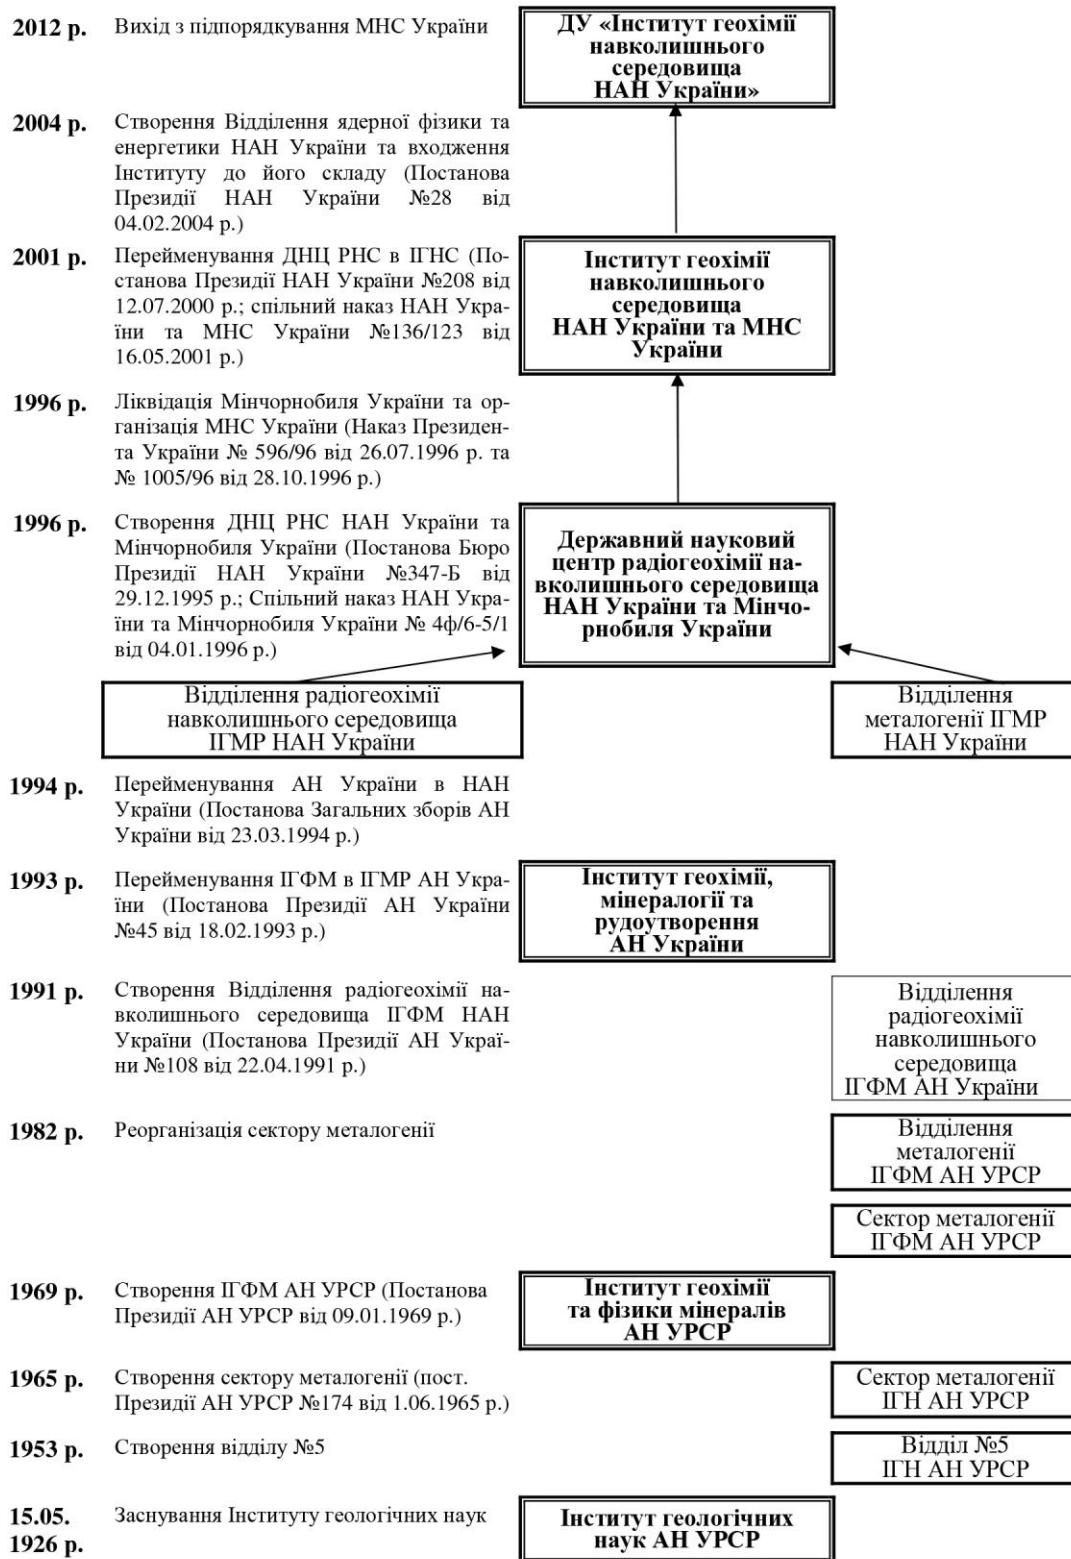 2012 р. Вихід з підпорядкування МНС України
ДУ «Інститут геохімії
навколишнього
середовища
НАН України»
2004 р. Створення Відділення ядерної фізики та
енергетики НАН України та входження
Інституту до його складу (Постанова
Президії НАН України №28 від
04.02.2004 р.)
2001 р. Перейменування ДНЦ РНС в ІГНС (По-
станова Президії НАН України №208 від
12.07.2000 р.; спільний наказ НАН Укра-
їни та МНС України №136/123 від
16.05.2001 р.)
Інститут геохімії
навколишнього
середовища
НАН України та МНС
України
1996 р. Ліквідація Мінчорнобиля України та ор-
ганізація МНС України (Наказ Президен-
та України № 596/96 від 26.07.1996 р. та
№ 1005/96 від 28.10.1996 р.)
1996 р. Створення ДНЦ РНС НАН України та
Мінчорнобиля України (Постанова Бюро
Президії НАН України №347-Б від
29.12.1995 р.; Спільний наказ НАН Укра-
їни та Мінчорнобиля України № 4ф/6-5/1
від 04.01.1996 р.)
Державний науковий
центр радіогеохімії на-
вколишнього середовища
НАН України та Мінчо-
рнобиля України
Відділення радіогеохімії
навколишнього середовища
ІГМР НАН України
Відділення
металогенії ІГМР
НАН України
1994 р. Перейменування АН України в НАН
України (Постанова Загальних зборів АН
України від 23.03.1994 р.)
1993 р. Перейменування ІГФМ в ІГМР АН Укра-
їни (Постанова Президії АН України
№45 від 18.02.1993 р.)
Інститут геохімії,
мінералогії та
рудоутворення
АН України
1991 р. Створення Відділення радіогеохімії на-
вколишнього середовища ІГФМ НАН
України (Постанова Президії АН Украї-
ни №108 від 22.04.1991 р.)
Відділення
радіогеохімії
навколишнього
середовища
ІГФМ АН України
1982 р. Реорганізація сектору металогенії
Відділення
металогенії
ІГФМ АН УРСР
Сектор металогенії
ІГФМ АН УРСР
1969 р. Створення ІГФМ АН УРСР (Постанова
Президії АН УРСР від 09.01.1969 р.)
Інститут геохімії
та фізики мінералів
АН УРСР
1965 р. Створення сектору металогенії (пост.
Президії АН УРСР №174 від 1.06.1965 р.)
Сектор металогенії
ІГН АН УРСР
1953 р. Створення відділу №5
Відділ №5
ІГН АН УРСР
15.05. Заснування Інституту геологічних наук
1926 р.
Інститут геологічних
наук АН УРСР